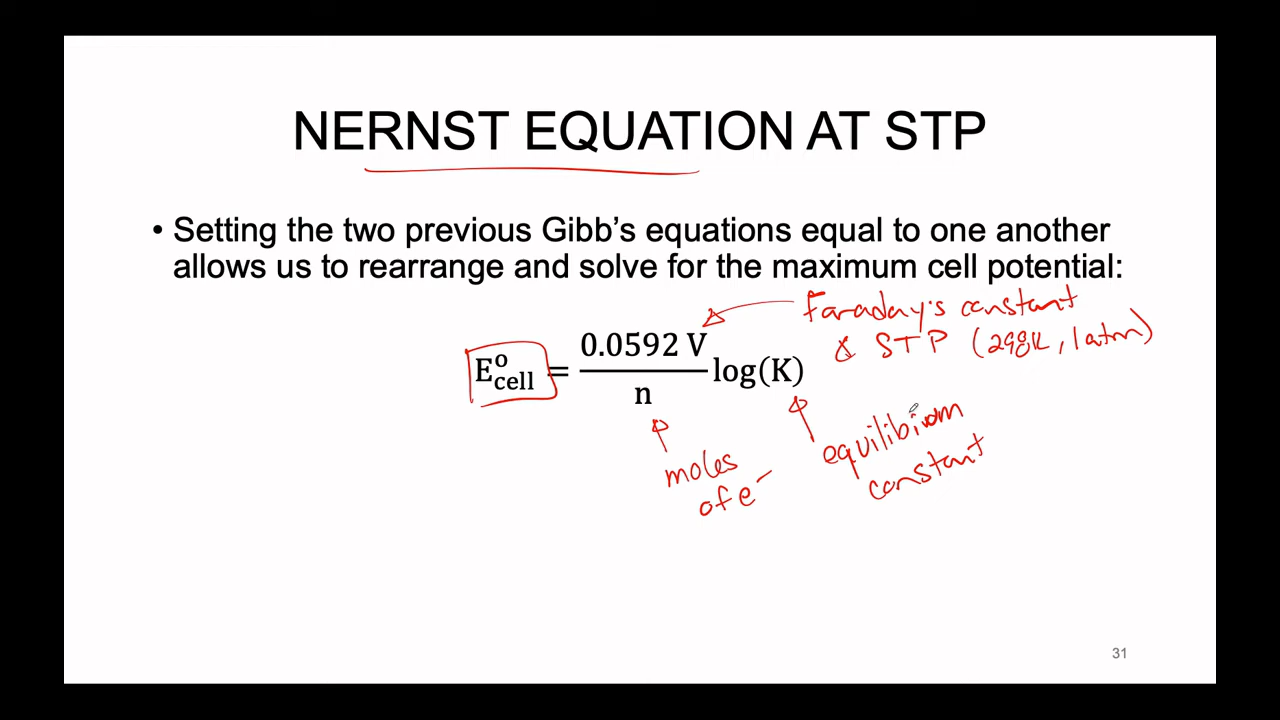 NERNST EQUATION AT STP
• Setting the two previous Gibb's equations equal to one another
allows us to rearrange and solve for the maximum cell potential:
Faraday's constant
& STP (298K, 1atm)
E°cell = 0.0592 V / n log(K)
moles
of e⁻
equilibium
constant
31